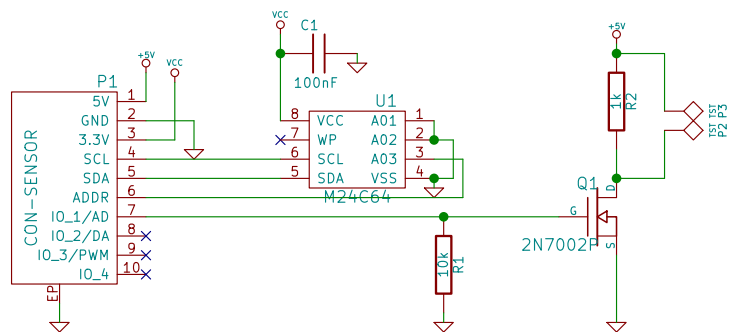 VCC
C1
100nF
+5V
VCC
P1
1
5V
2
GND
3
3.3V
4
SCL
5
SDA
6
ADDR
7
IO_1/AD
8
IO_2/DA
9
IO_3/PWM
10
IO_4
CON-SENSOR
EP
U1
8
VCC
A01
1
7
WP
A02
2
6
SCL
A03
3
5
SDA
VSS
4
M24C64
10k
R1
+5V
1k
R2
TST
P3
TST
P2
Q1
D
G
S
2N7002P